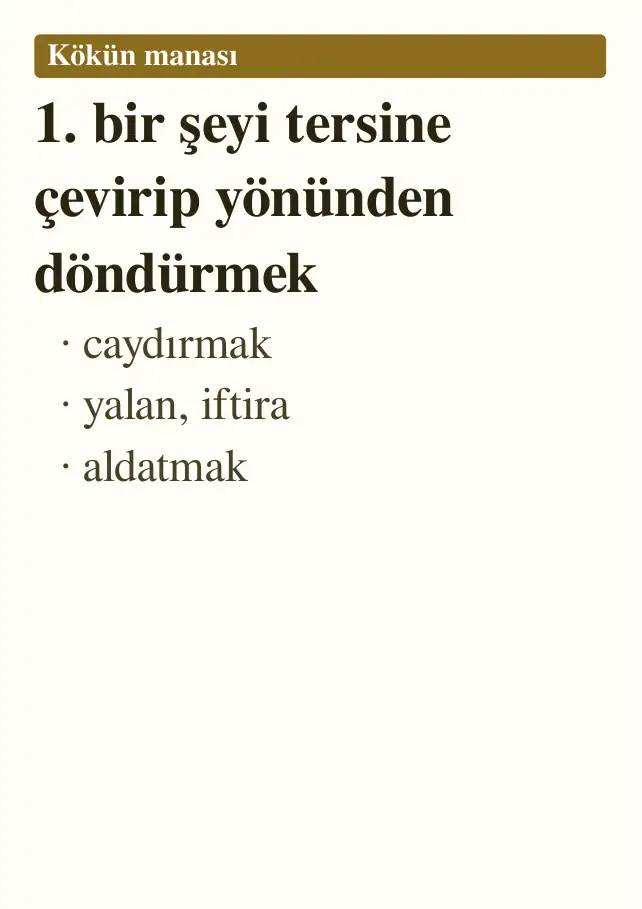 Kökün manası
1. bir şeyi tersine
çevirip yönünden
döndürmek
· caydırmak
· yalan, iftira
· aldatmak